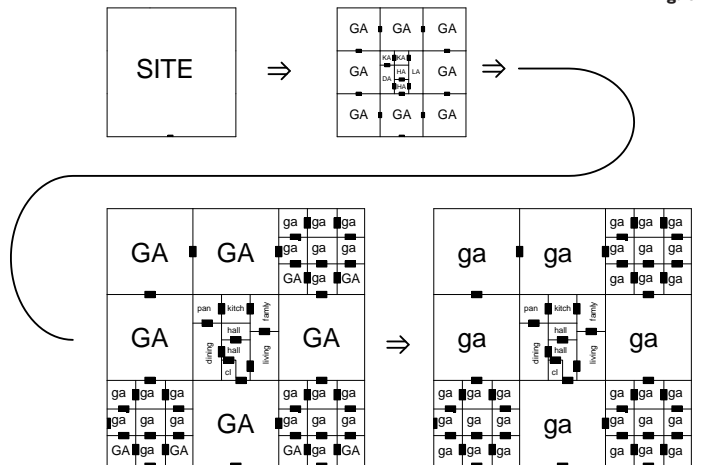 SITE
⇒
GA GA GA
KA KA
GA HA LA GA
DA
HA
GA GA GA
⇒
GA GA ga ga ga
ga ga ga
GA ga GA
pan kitch family
GA hall GA
dining hall living
cl
ga ga ga GA ga ga ga
ga ga ga ga ga ga
GA ga GA GA ga GA
⇒
ga ga ga ga ga
ga ga ga
ga ga ga
pan kitch family
ga hall ga
dining hall living
cl
ga ga ga ga ga ga ga
ga ga ga ga ga ga
ga ga ga ga ga ga